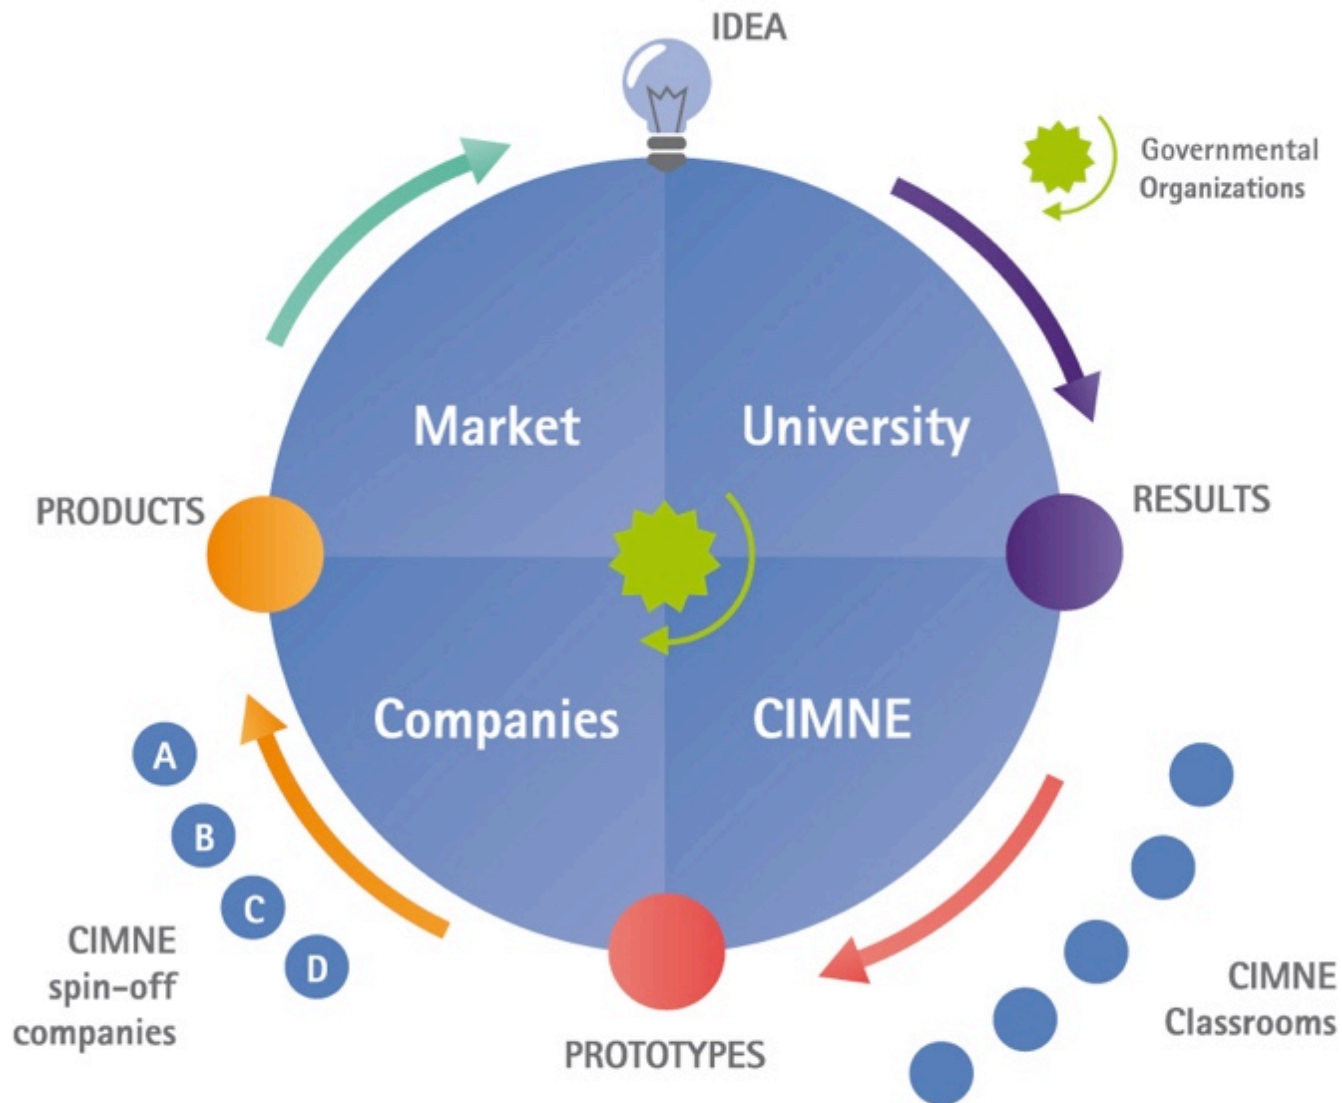 IDEA
Governmental
Organizations
Market
University
PRODUCTS
RESULTS
Companies
CIMNE
A
B
C
D
CIMNE
spin-off
companies
CIMNE
Classrooms
PROTOTYPES